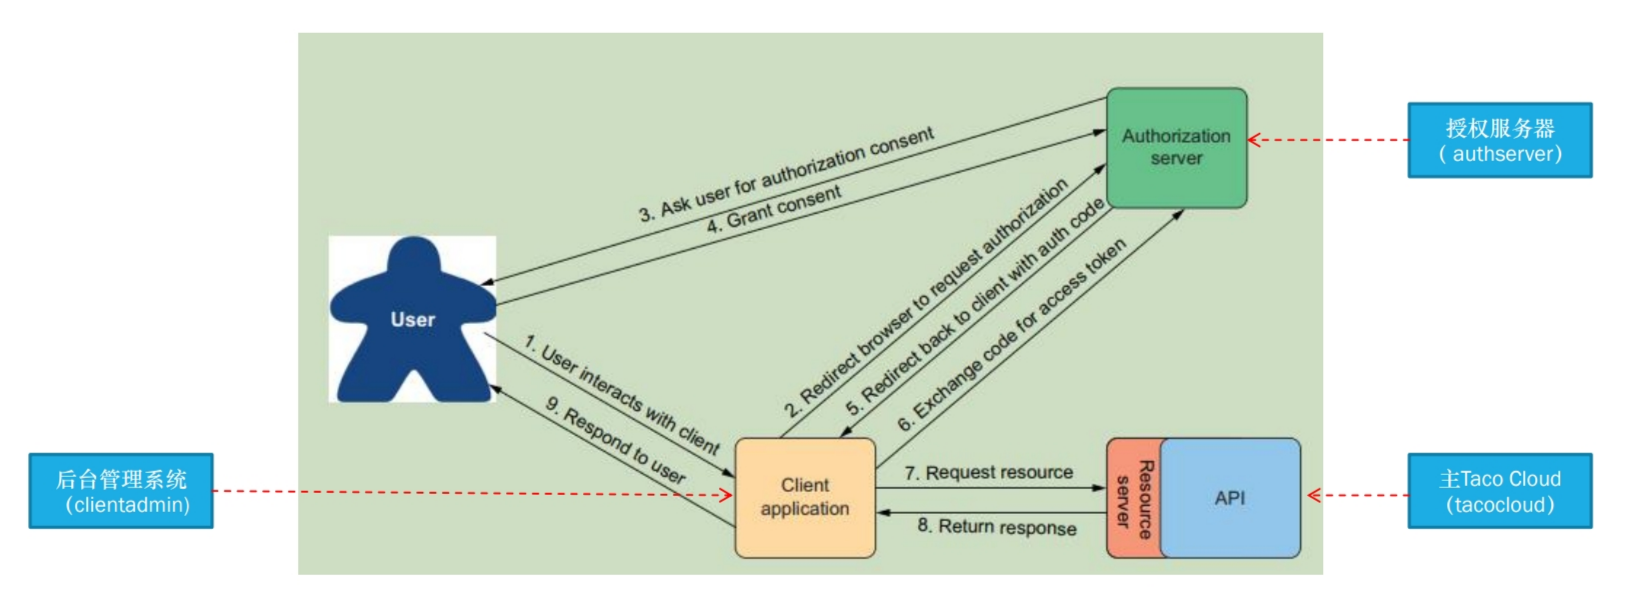 授权服务器
( authserver)
Authorization
server
3. Ask user for authorization consent
4. Grant consent
User
2. Redirect browser to request authorization
5. Redirect back to client with auth code
6. Exchange code for access token
1. User interacts with client
9. Respond to user
后台管理系统
(clientadmin)
Client
application
7. Request resource
8. Return response
Resource
server
API
主Taco Cloud
(tacocloud)